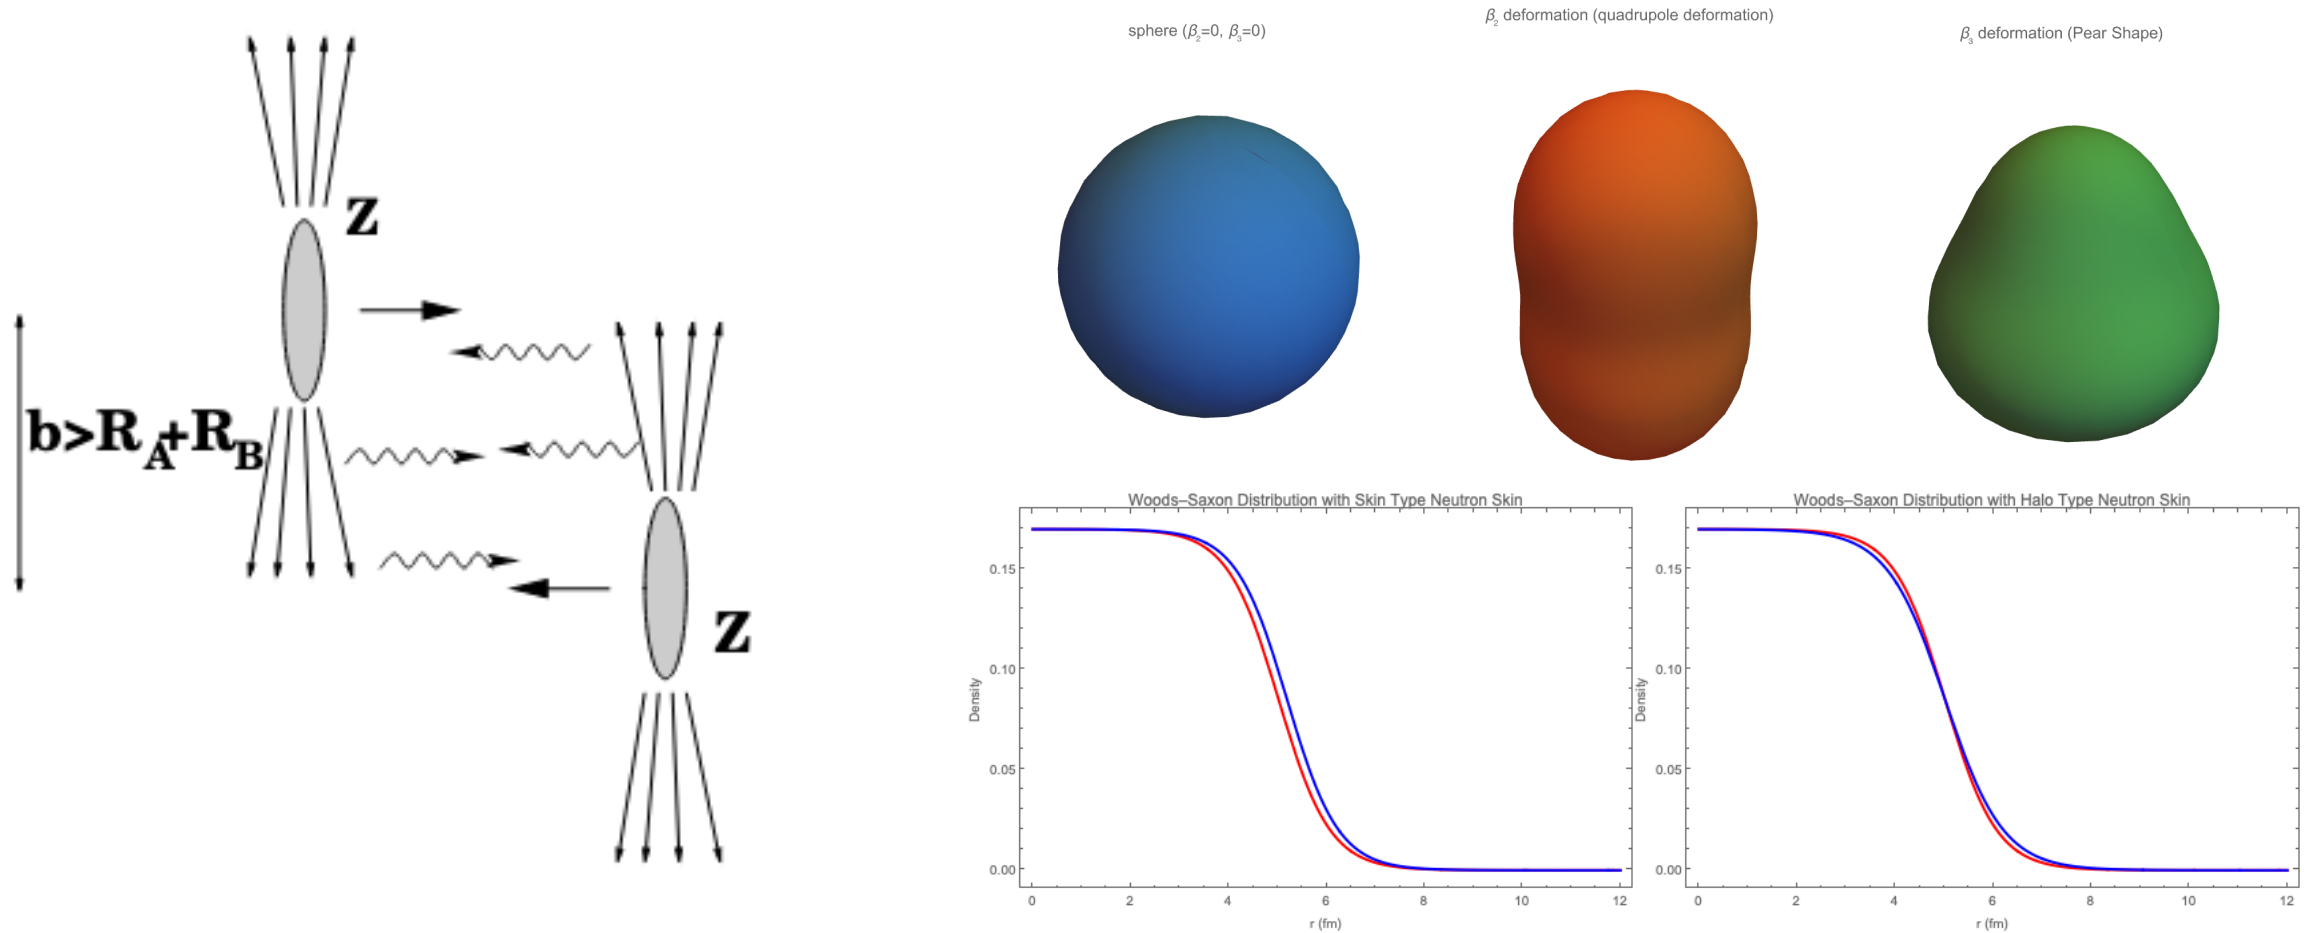 Z
b>R_A+R_B
Z
sphere (β₂=0, β₃=0)
β₂ deformation (quadrupole deformation)
β₃ deformation (Pear Shape)
Woods–Saxon Distribution with Skin Type Neutron Skin
Density
0.15
0.10
0.05
0.00
0 2 4 6 8 10 12
r (fm)
Woods–Saxon Distribution with Halo Type Neutron Skin
Density
0.15
0.10
0.05
0.00
0 2 4 6 8 10 12
r (fm)